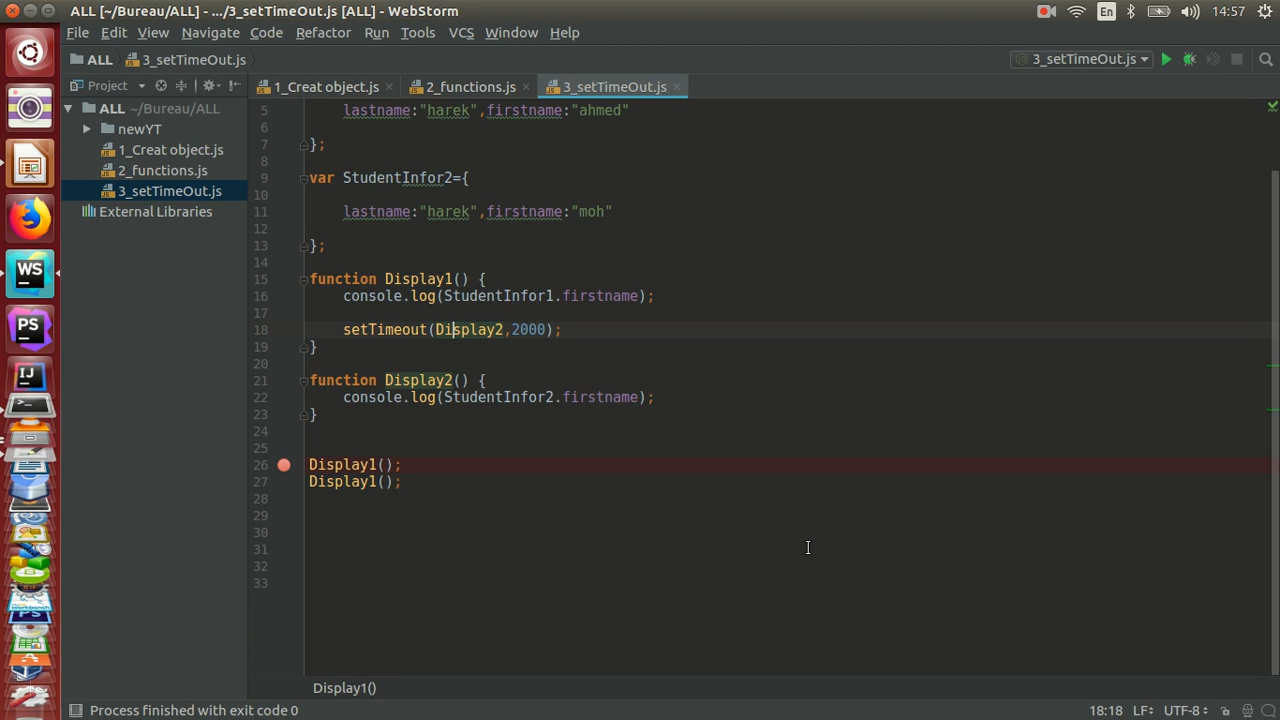 ALL [~/Bureau/ALL] - .../3_setTimeOut.js [ALL] - WebStorm
En
14:57
File Edit View Navigate Code Refactor Run Tools VCS Window Help
ALL 3_setTimeOut.js
3_setTimeOut.js
Project
1_Creat object.js 2_functions.js 3_setTimeOut.js
ALL ~/Bureau/ALL
newYT
1_Creat object.js
2_functions.js
3_setTimeOut.js
External Libraries
WS
PS
IJ
5 lastname:"harek",firstname:"ahmed"
6
7 };
8
9 var StudentInfor2={
10
11 lastname:"harek",firstname:"moh"
12
13 };
14
15 function Display1() {
16 console.log(StudentInfor1.firstname);
17
18 setTimeout(Display2,2000);
19 }
20
21 function Display2() {
22 console.log(StudentInfor2.firstname);
23 }
24
25
26 Display1();
27 Display1();
28
29
30
31
32
33
Display1()
Process finished with exit code 0
18:18 LF UTF-8